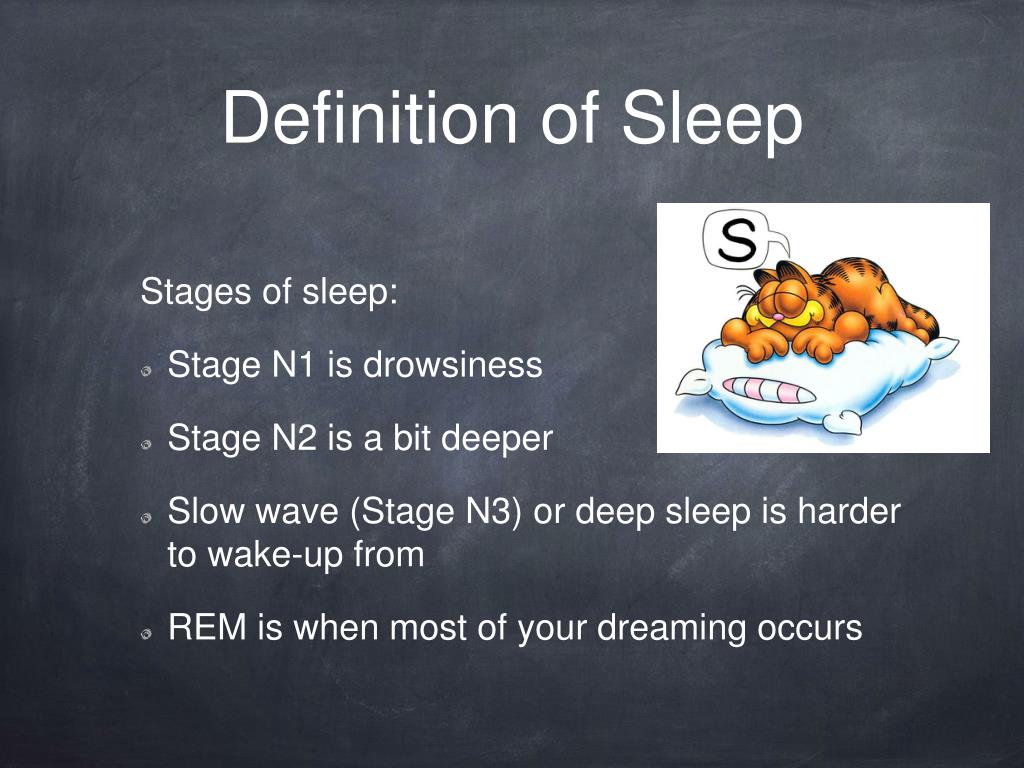 Definition of Sleep
S
Stages of sleep:
Stage N1 is drowsiness
Stage N2 is a bit deeper
Slow wave (Stage N3) or deep sleep is harder
to wake-up from
REM is when most of your dreaming occurs